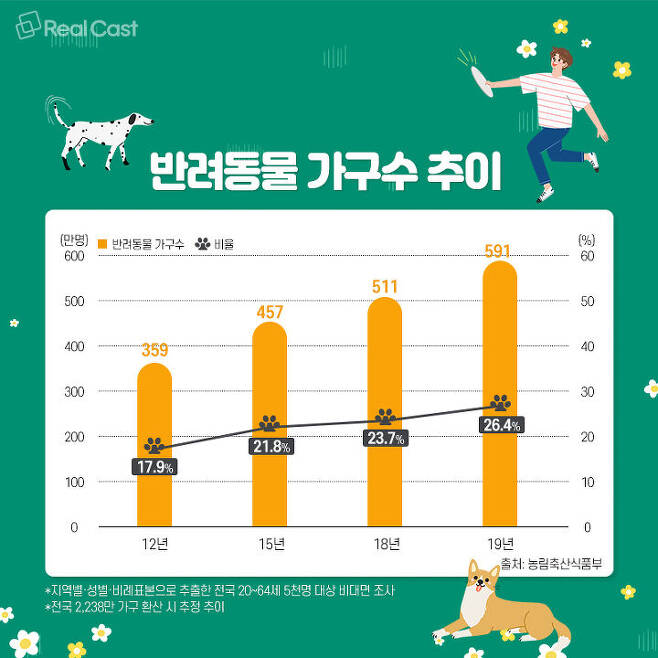 Real Cast
반려동물 가구수 추이
(만명) 반려동물 가구수 비율 (%)
600 591 60
500 511 50
457
400 40
359
300 30
26.4%
23.7%
21.8%
200 20
17.9%
100 10
0 0
12년 15년 18년 19년
출처: 농림축산식품부
*지역별·성별·비례표본으로 추출한 전국 20~64세 5천명 대상 비대면 조사
*전국 2,238만 가구 환산 시 추정 추이